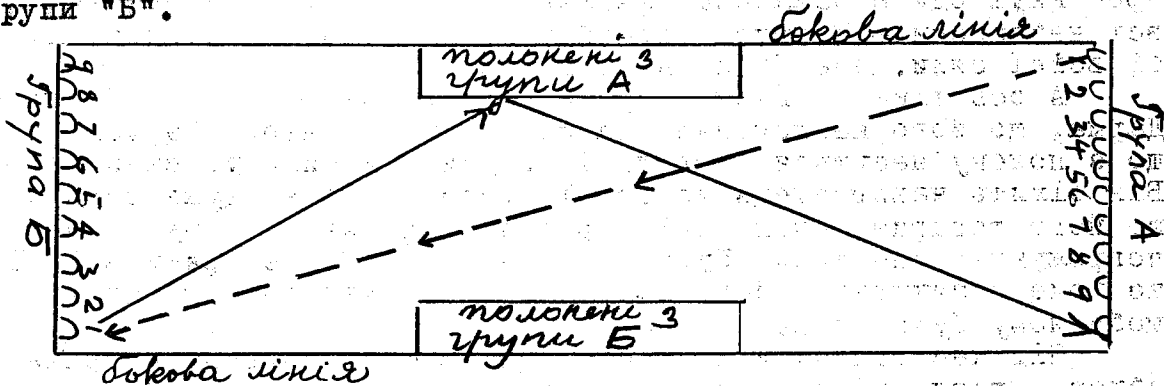 рупи "Б".
бокова лінія
полонені з
групи А
Група Б
9 8 7 6 5 4 3 2 1
1 2 3 4 5 6 7 8 9
Група А
полонені з
групи Б
бокова лінія